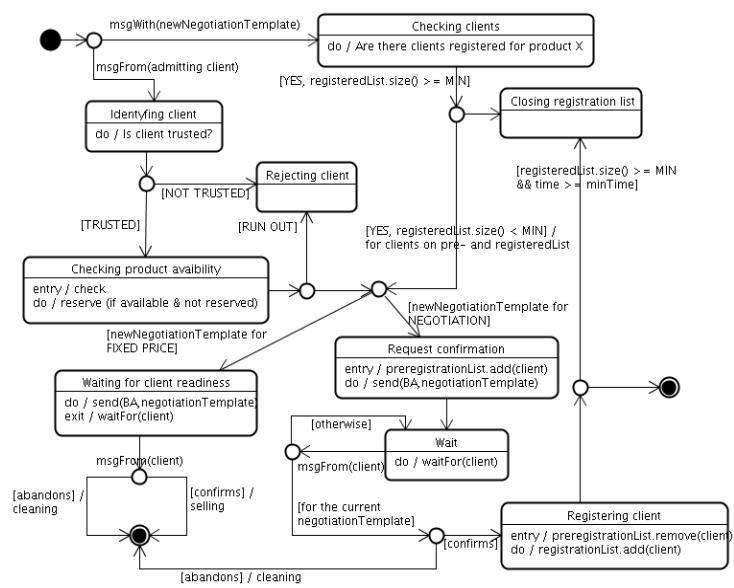 msgWith(newNegotiationTemplate)
Checking clients
do / Are there clients registered for product X
msgFrom(admitting client)
[YES, registeredList.size() >= MIN]
Identyfing client
do / Is client trusted?
Closing registration list
Rejecting client
[NOT TRUSTED]
[registeredList.size() >= MIN
&& time >= minTime]
[TRUSTED]
[RUN OUT]
[YES, registeredList.size() < MIN] /
for clients on pre- and registeredList
Checking product avaibility
entry / check
do / reserve (if available & not reserved)
[newNegotiationTemplate for
NEGOTIATION]
[newNegotiationTemplate for
FIXED PRICE]
Request confirmation
entry / preregistrationList.add(client)
do / send(BA,negotiationTemplate)
Waiting for client readiness
do / send(BA,negotiationTemplate)
exit / waitFor(client)
[otherwise]
Wait
do / waitFor(client)
msgFrom(client)
msgFrom(client)
[abandons] /
cleaning
[confirms] /
selling
[for the current
negotiationTemplate]
[confirms]
Registering client
entry / preregistrationList.remove(client)
do / registrationList.add(client)
[abandons] / cleaning